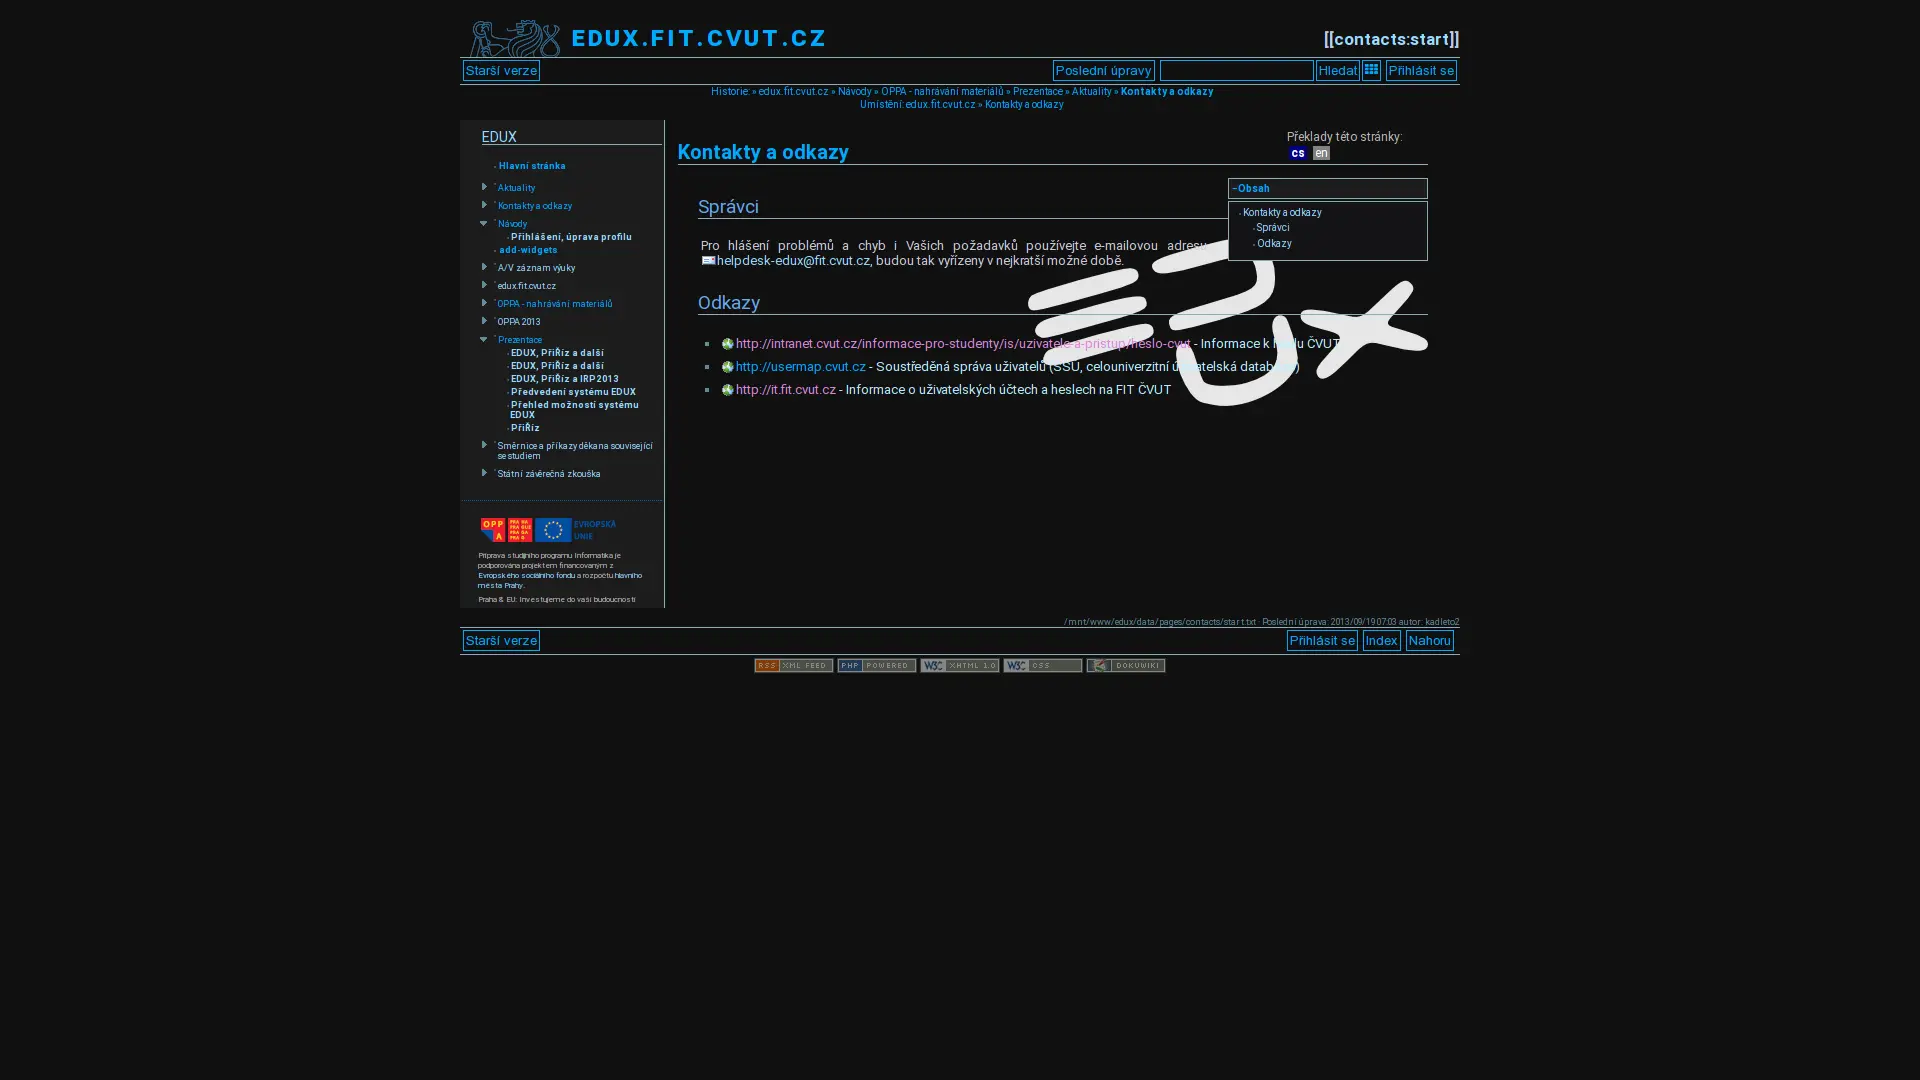 EDUX.FIT.CVUT.CZ
[[contacts:start]]
Starší verze
Poslední úpravy Hledat Přihlásit se
Historie: » edux.fit.cvut.cz » Návody » OPPA - nahrávání materiálů » Prezentace » Aktuality » Kontakty a odkazy
Umístění: edux.fit.cvut.cz » Kontakty a odkazy
EDUX
Hlavní stránka
Aktuality
Kontakty a odkazy
Návody
Přihlášení, úprava profilu
add-widgets
A/V záznam výuky
edux.fit.cvut.cz
OPPA - nahrávání materiálů
OPPA 2013
Prezentace
EDUX, PřiŘíz a další
EDUX, PřiŘíz a další
EDUX, PřiŘíz a IRP2013
Předvedení systému EDUX
Přehled možností systému
EDUX
PřiŘíz
Směrnice a příkazy děkana související
se studiem
Státní závěrečná zkouška
OPP
A
PRAHA
PRAGUE
PRAGA
PRAG
EVROPSKÁ
UNIE
Příprava studijního programu Informatika je
podporována projektem financovaným z
Evropského sociálního fondu a rozpočtu hlavního
města Prahy.
Praha & EU: Investujeme do vaší budoucnosti
Překlady této stránky:
cs en
Kontakty a odkazy
-Obsah
Kontakty a odkazy
Správci
Odkazy
Správci
Pro hlášení problémů a chyb i Vašich požadavků používejte e-mailovou adresu
helpdesk-edux@fit.cvut.cz, budou tak vyřízeny v nejkratší možné době.
Odkazy
http://intranet.cvut.cz/informace-pro-studenty/is/uzivatele-a-pristup/heslo-cvut - Informace k heslu ČVUT
http://usermap.cvut.cz - Soustředěná správa uživatelů (SSU, celouniverzitní uživatelská databáze)
http://it.fit.cvut.cz - Informace o uživatelských účtech a heslech na FIT ČVUT
/mnt/www/edux/data/pages/contacts/start.txt · Poslední úprava: 2013/09/19 07:03 autor: kadleto2
Starší verze
Přihlásit se Index Nahoru
RSS XML FEED PHP POWERED W3C XHTML 1.0 W3C CSS DOKUWIKI